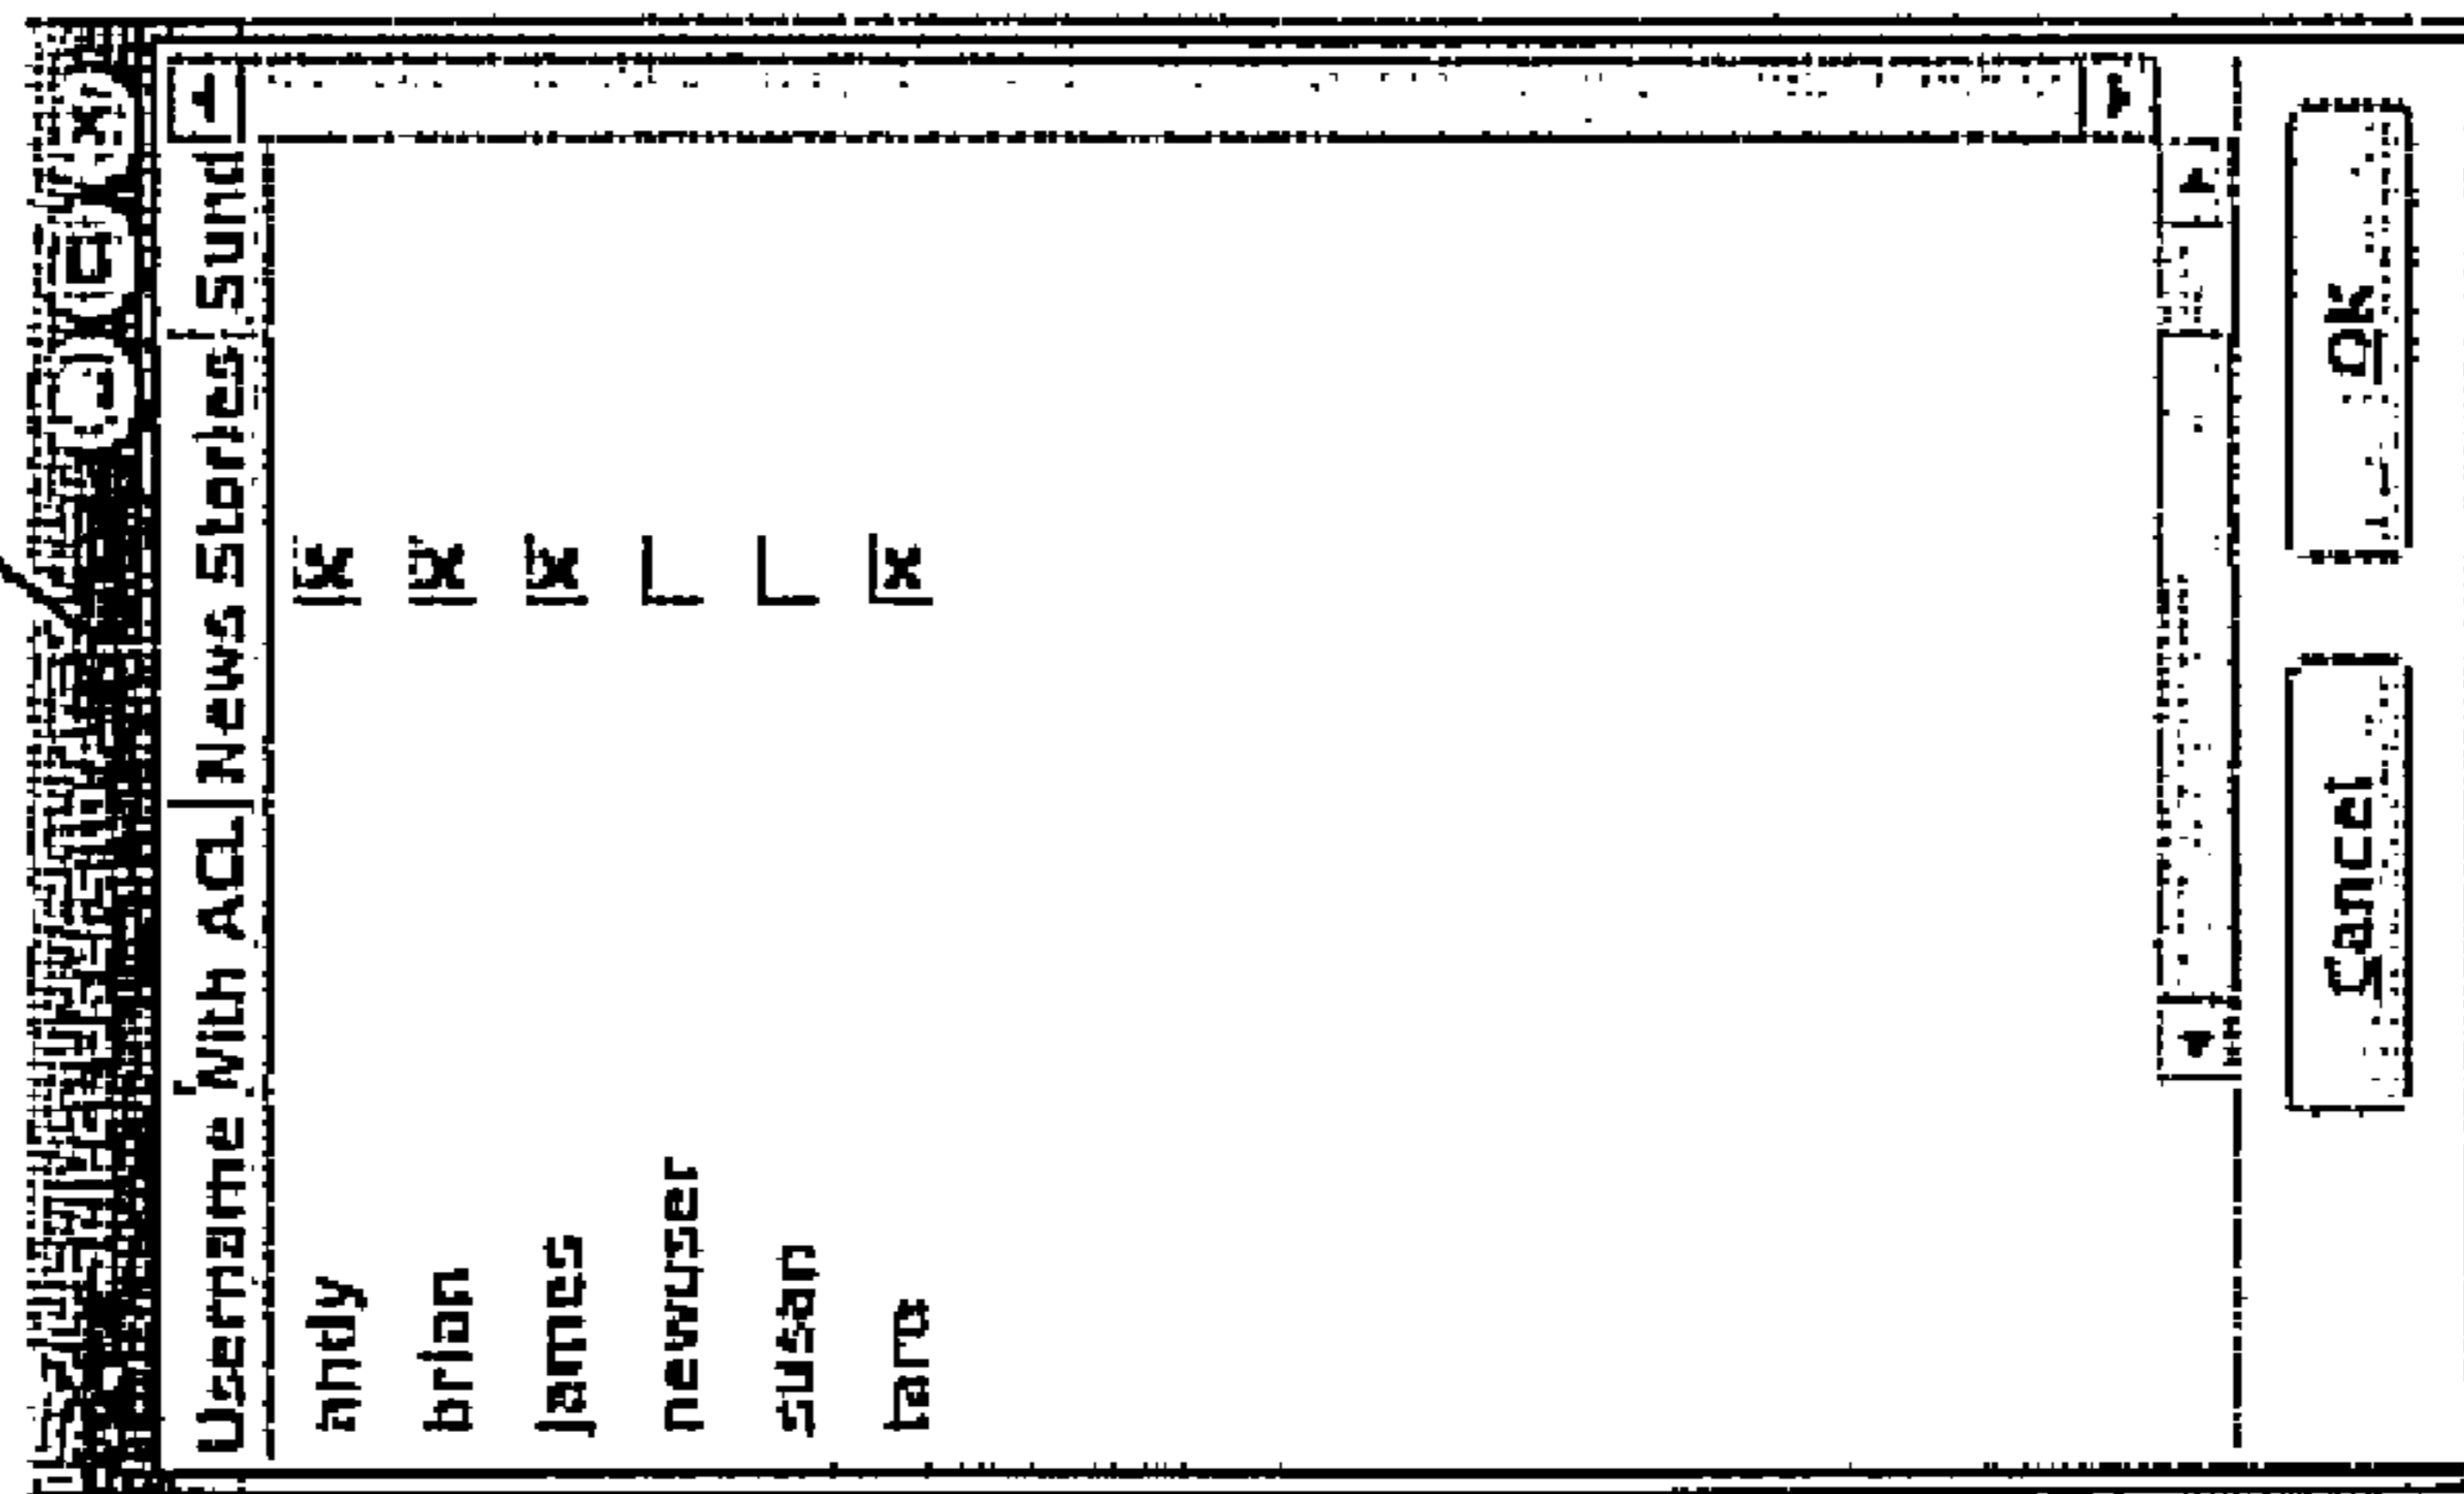 Username With ACL News Stories Sund
andy
brian
james
newuser
susan
tara
Cancel Ok